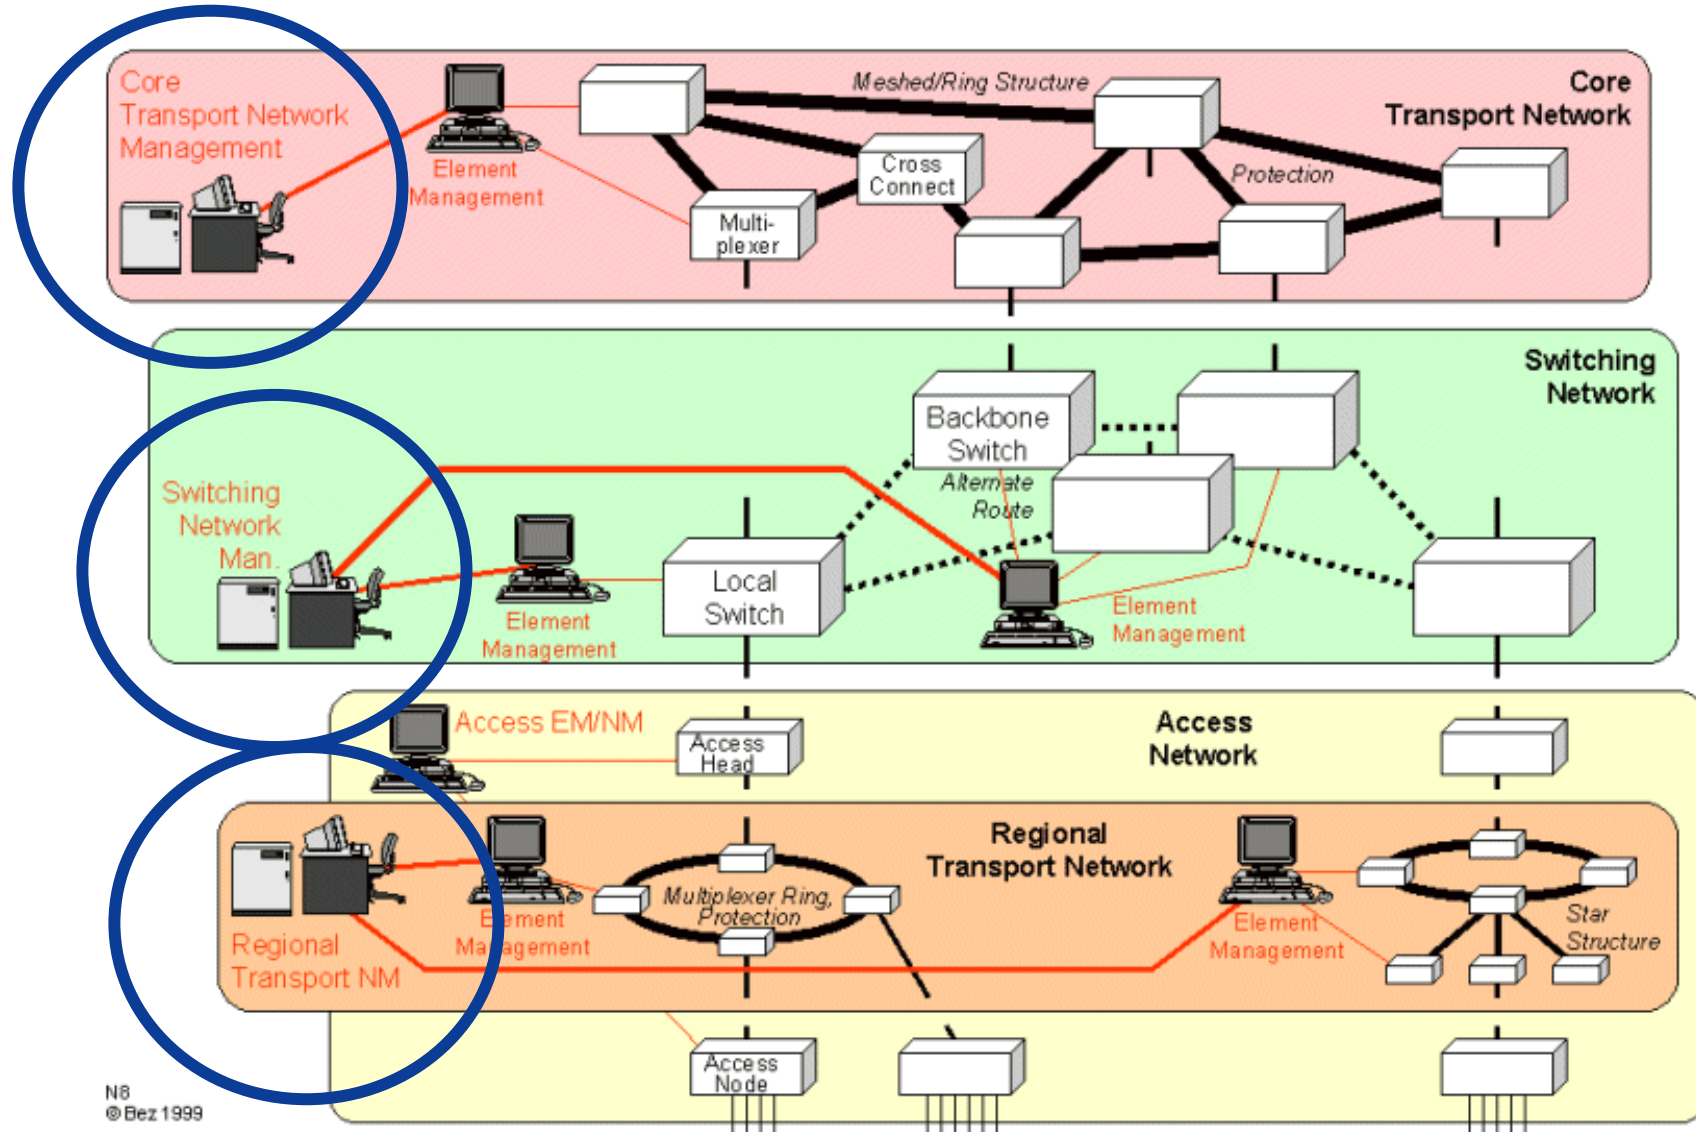 Core
Transport Network
Management
Element
Management
Meshed/Ring Structure
Core
Transport Network
Cross
Connect
Protection
Multi-
plexer
Switching
Network
Backbone
Switch
Alternate
Route
Switching
Network
Man.
Element
Management
Local
Switch
Element
Management
Access EM/NM
Access
Head
Access
Network
Regional
Transport Network
Multiplexer Ring,
Protection
Element
Management
Regional
Transport NM
Element
Management
Star
Structure
Access
Node
N8
© Bez 1999